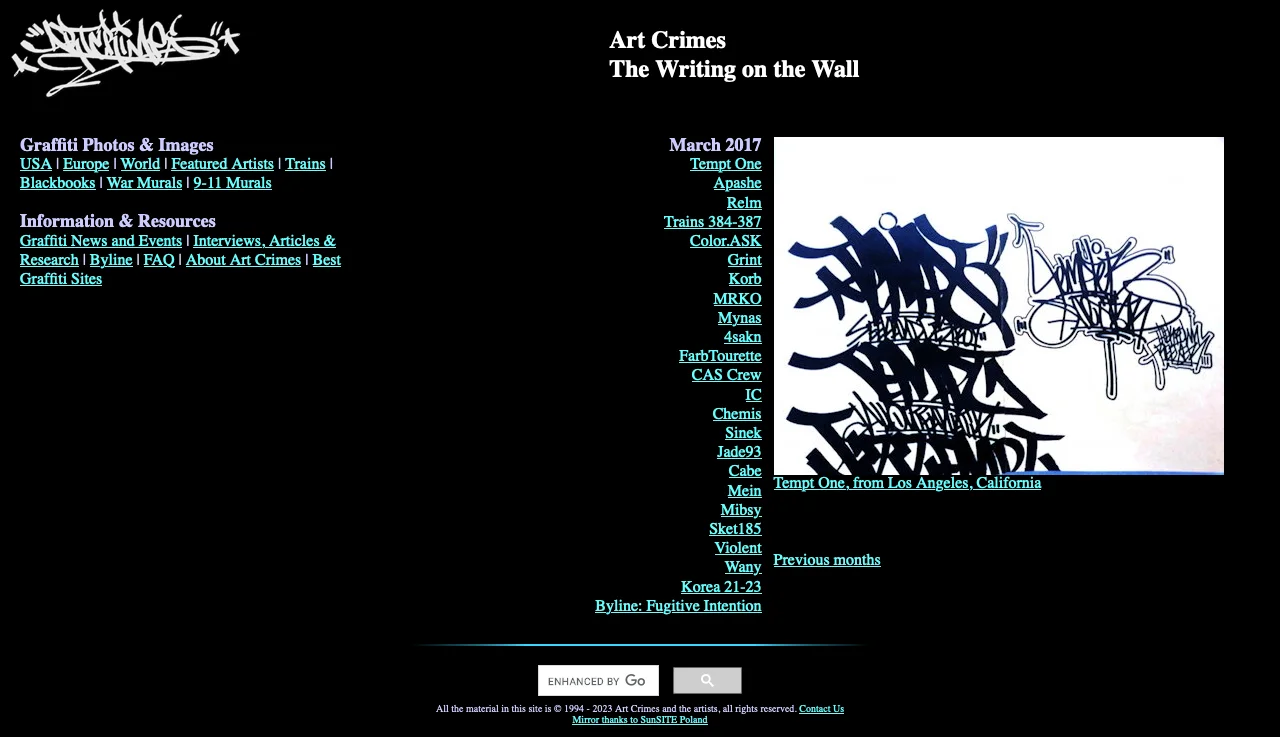 Art Crimes
The Writing on the Wall
Graffiti Photos & Images
USA | Europe | World | Featured Artists | Trains |
Blackbooks | War Murals | 9-11 Murals
Information & Resources
Graffiti News and Events | Interviews, Articles &
Research | Byline | FAQ | About Art Crimes | Best
Graffiti Sites
March 2017
Tempt One
Apashe
Relm
Trains 384-387
Color.ASK
Grint
Korb
MRKO
Mynas
4sakn
FarbTourette
CAS Crew
IC
Chemis
Sinek
Jade93
Cabe
Mein
Mibsy
Sket185
Violent
Wany
Korea 21-23
Byline: Fugitive Intention
Tempt One, from Los Angeles, California
Previous months
ENHANCED BY Go
All the material in this site is © 1994 - 2023 Art Crimes and the artists, all rights reserved. Contact Us
Mirror thanks to SunSITE Poland